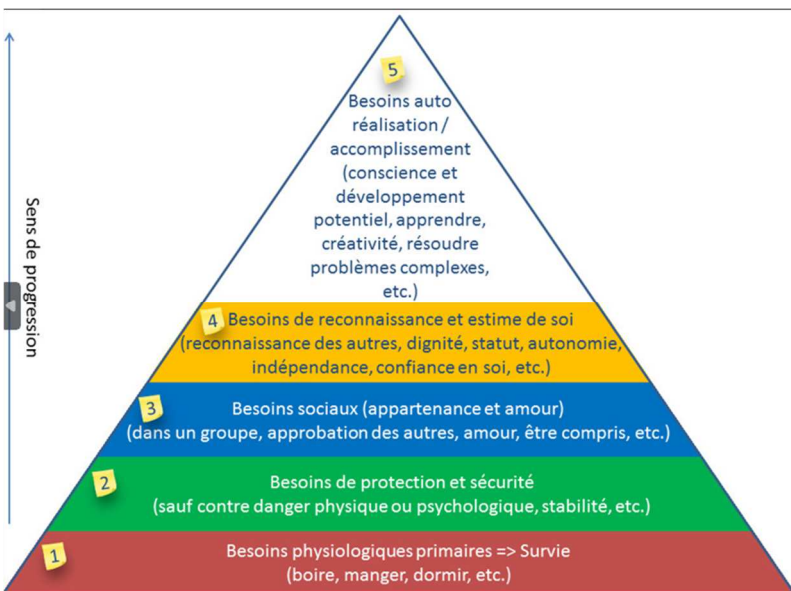 5
Besoins auto
réalisation /
accomplissement
(conscience et
développement
potentiel, apprendre,
créativité, résoudre
problèmes complexes,
etc.)
Sens de progression
4
Besoins de reconnaissance et estime de soi
(reconnaissance des autres, dignité, statut, autonomie,
indépendance, confiance en soi, etc.)
3
Besoins sociaux (appartenance et amour)
(dans un groupe, approbation des autres, amour, être compris, etc.)
2
Besoins de protection et sécurité
(sauf contre danger physique ou psychologique, stabilité, etc.)
1
Besoins physiologiques primaires => Survie
(boire, manger, dormir, etc.)